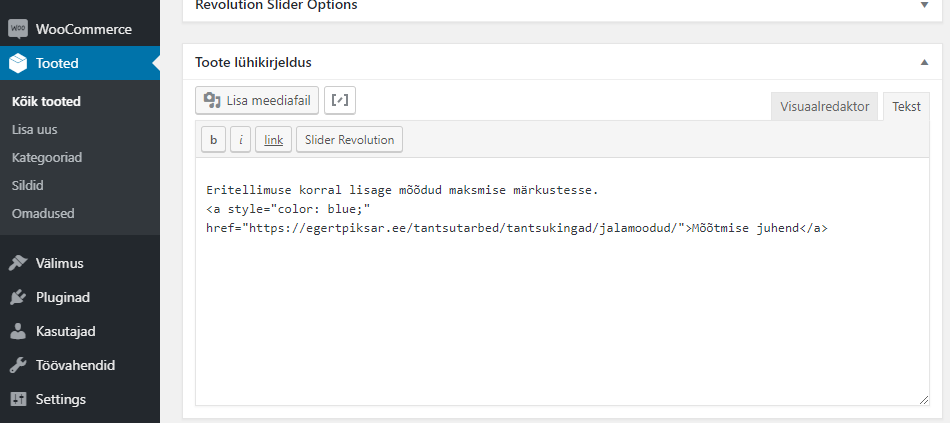 WOO
WooCommerce
Tooted
Kõik tooted
Lisa uus
Kategooriad
Sildid
Omadused
Välimus
Pluginad
Kasutajad
Töövahendid
Settings
Revolution Slider Options
Toote lühikirjeldus
Lisa meediafail
[/]
Visuaalredaktor
Tekst
b
i
link
Slider Revolution
Eritellimuse korral lisage mõõdud maksmise märkustesse.
<a style="color: blue;"
href="https://egertpiksar.ee/tantsutarbed/tantsukingad/jalamoodud/">Mõõtmise juhend</a>